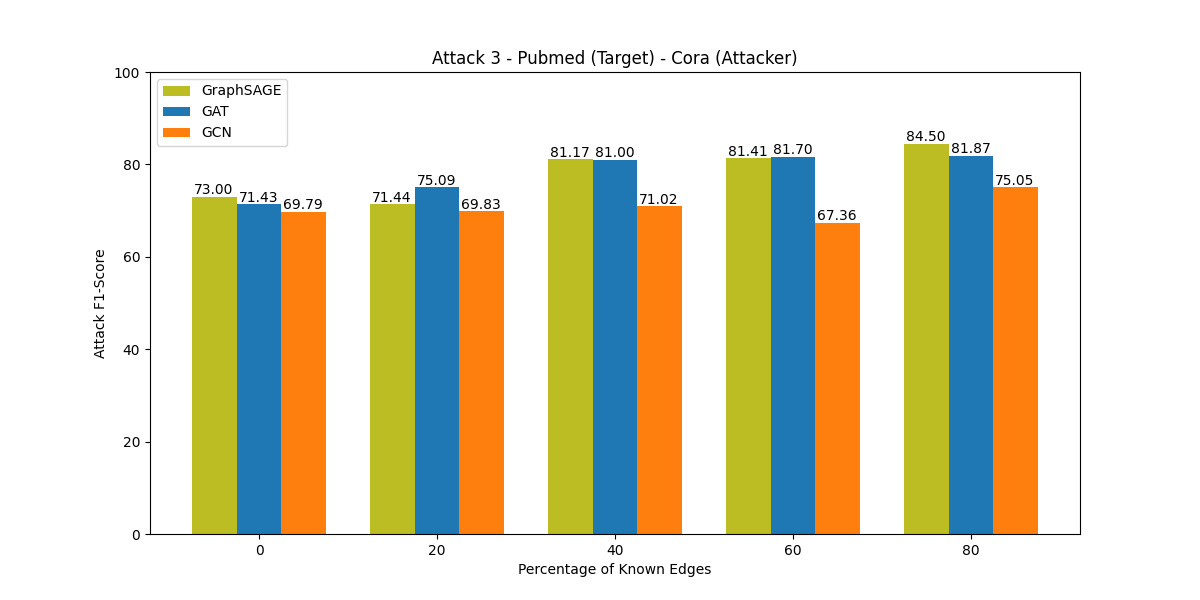 Attack 3 - Pubmed (Target) - Cora (Attacker)
GraphSAGE
GAT
GCN
Attack F1-Score
100
80
60
40
20
0
73.00 71.43 69.79
71.44 75.09 69.83
81.17 81.00 71.02
81.41 81.70 67.36
84.50 81.87 75.05
0 20 40 60 80
Percentage of Known Edges